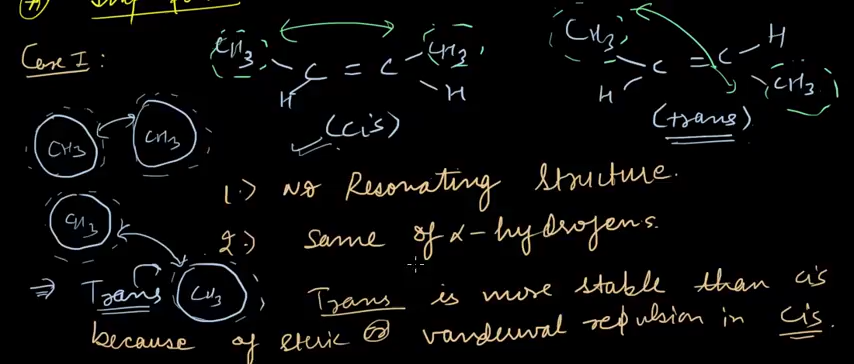 Case I :
CH3 CH3
C = C
H H
(cis)
CH3 H
C = C
H CH3
(trans)
CH3 CH3
CH3
CH3
1.) No Resonating structure.
2.) Same of α-hydrogens.
⇒ Trans, Trans is more stable than cis
because of steric or vanderwal repulsion in cis.